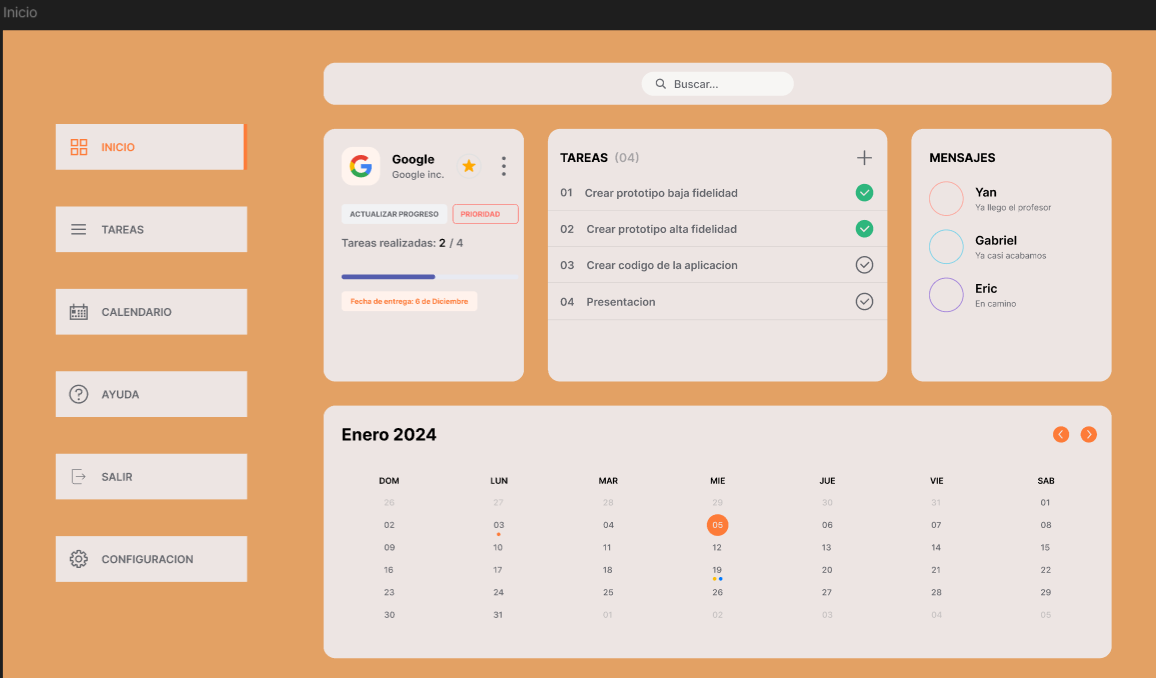 Inicio
Buscar...
INICIO
TAREAS
CALENDARIO
AYUDA
SALIR
CONFIGURACION
Google
Google inc.
ACTUALIZAR PROGRESO
PRIORIDAD
Tareas realizadas: 2 / 4
Fecha de entrega: 6 de Diciembre
TAREAS (04)
01 Crear prototipo baja fidelidad
02 Crear prototipo alta fidelidad
03 Crear codigo de la aplicacion
04 Presentacion
MENSAJES
Yan
Ya llego el profesor
Gabriel
Ya casi acabamos
Eric
En camino
Enero 2024
DOM LUN MAR MIE JUE VIE SAB
26 27 28 29 30 31 01
02 03 04 05 06 07 08
09 10 11 12 13 14 15
16 17 18 19 20 21 22
23 24 25 26 27 28 29
30 31 01 02 03 04 05